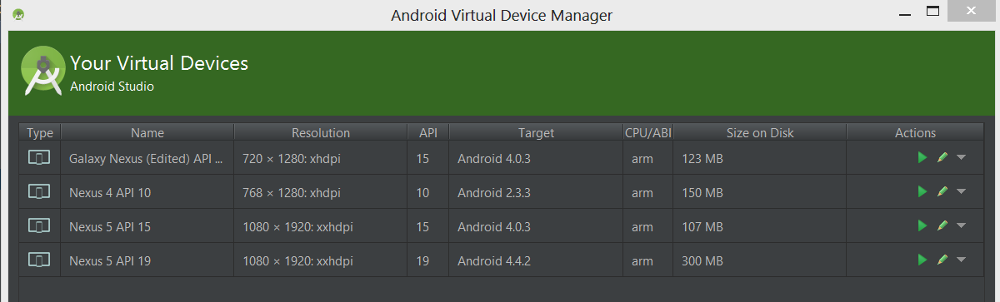 Android Virtual Device Manager
Your Virtual Devices
Android Studio
Type Name Resolution API Target CPU/ABI Size on Disk Actions
Galaxy Nexus (Edited) API ... 720 × 1280: xhdpi 15 Android 4.0.3 arm 123 MB
Nexus 4 API 10 768 × 1280: xhdpi 10 Android 2.3.3 arm 150 MB
Nexus 5 API 15 1080 × 1920: xxhdpi 15 Android 4.0.3 arm 107 MB
Nexus 5 API 19 1080 × 1920: xxhdpi 19 Android 4.4.2 arm 300 MB